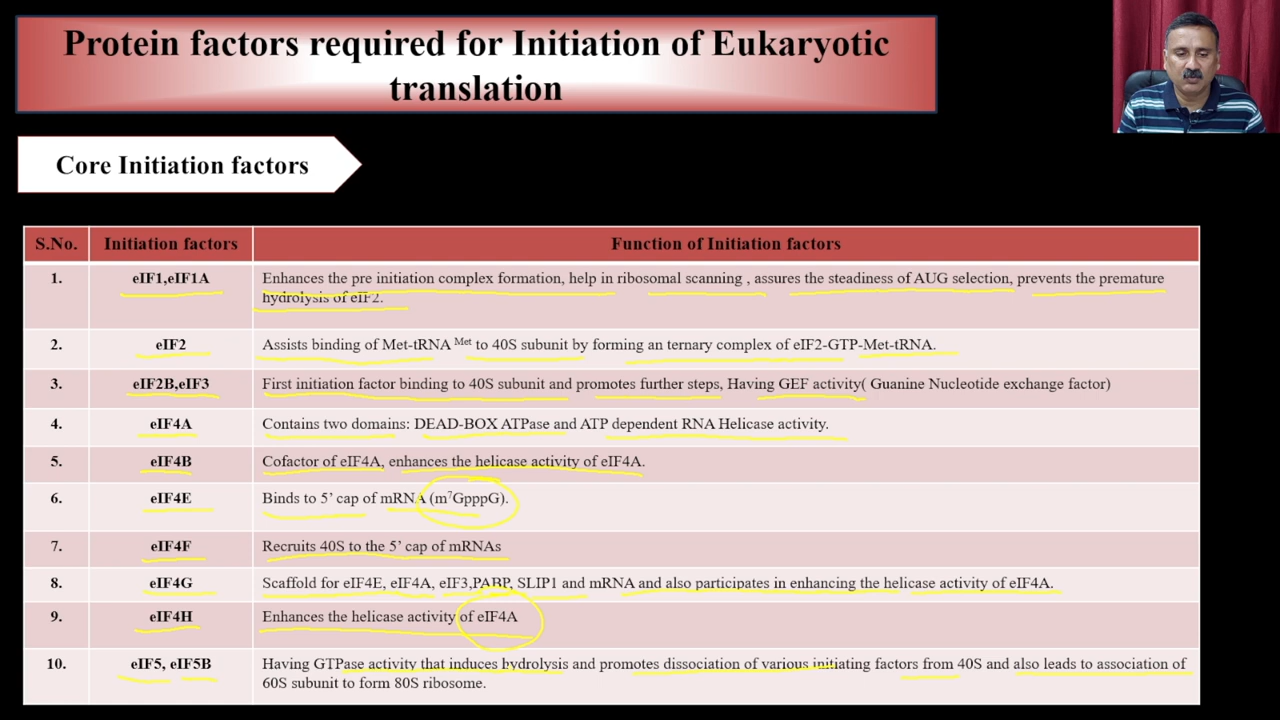 Protein factors required for Initiation of Eukaryotic
translation
Core Initiation factors
S.No. Initiation factors Function of Initiation factors
1. eIF1,eIF1A Enhances the pre initiation complex formation, help in ribosomal scanning , assures the steadiness of AUG selection, prevents the premature
hydrolysis of eIF2.
2. eIF2 Assists binding of Met-tRNA ᴹᵉᵗ to 40S subunit by forming an ternary complex of eIF2-GTP-Met-tRNA.
3. eIF2B,eIF3 First initiation factor binding to 40S subunit and promotes further steps, Having GEF activity( Guanine Nucleotide exchange factor)
4. eIF4A Contains two domains: DEAD-BOX ATPase and ATP dependent RNA Helicase activity.
5. eIF4B Cofactor of eIF4A, enhances the helicase activity of eIF4A.
6. eIF4E Binds to 5’ cap of mRNA (m⁷GpppG).
7. eIF4F Recruits 40S to the 5’ cap of mRNAs
8. eIF4G Scaffold for eIF4E, eIF4A, eIF3,PABP, SLIP1 and mRNA and also participates in enhancing the helicase activity of eIF4A.
9. eIF4H Enhances the helicase activity of eIF4A
10. eIF5, eIF5B Having GTPase activity that induces hydrolysis and promotes dissociation of various initiating factors from 40S and also leads to association of
60S subunit to form 80S ribosome.